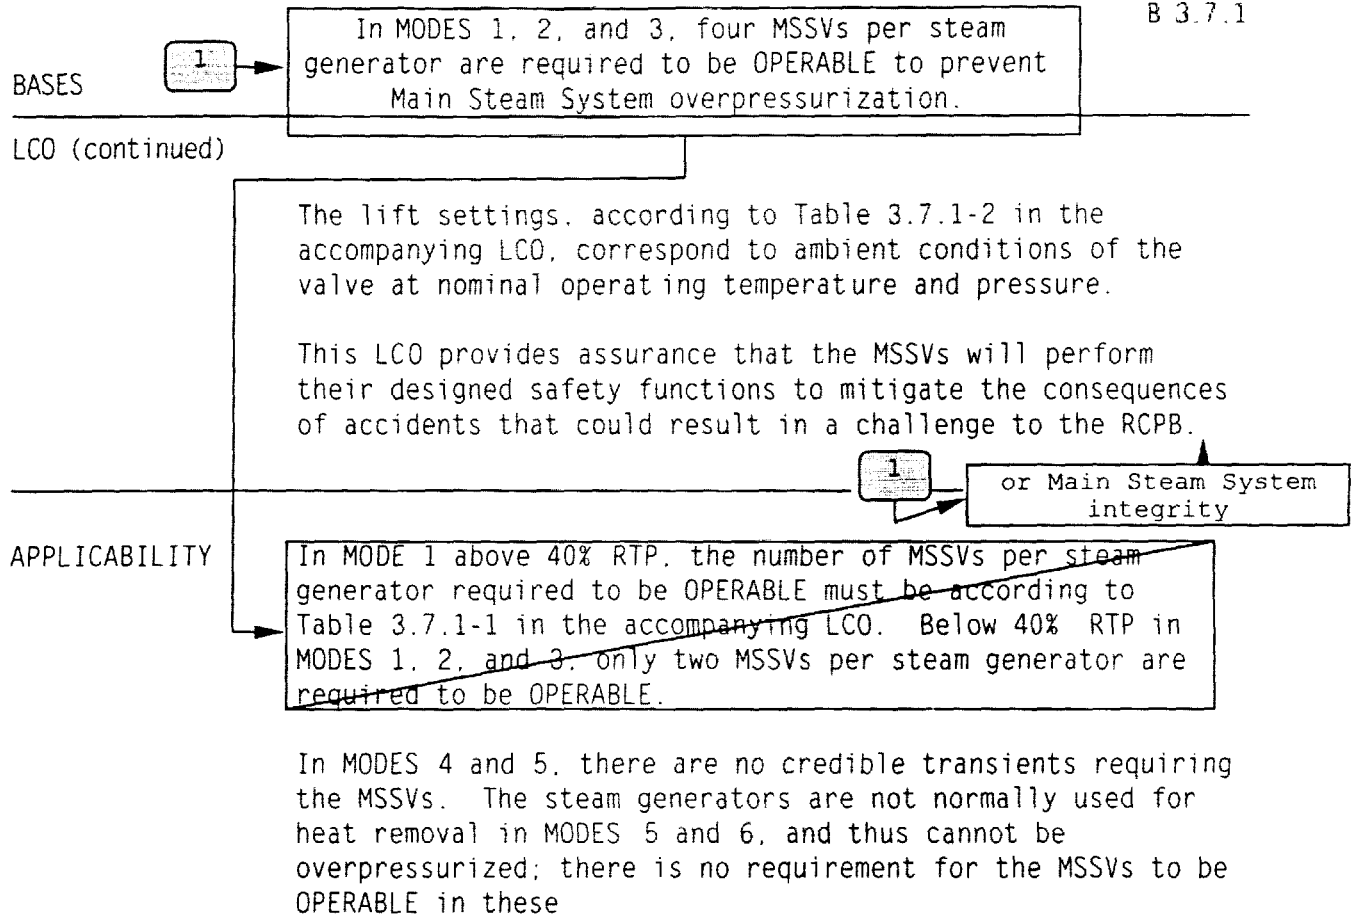 B 3.7.1
In MODES 1, 2, and 3, four MSSVs per steam
generator are required to be OPERABLE to prevent
Main Steam System overpressurization.
1
BASES
LCO (continued)
The lift settings, according to Table 3.7.1-2 in the
accompanying LCO, correspond to ambient conditions of the
valve at nominal operating temperature and pressure.
This LCO provides assurance that the MSSVs will perform
their designed safety functions to mitigate the consequences
of accidents that could result in a challenge to the RCPB.
1
or Main Steam System
integrity
APPLICABILITY
In MODE 1 above 40% RTP, the number of MSSVs per steam
generator required to be OPERABLE must be according to
Table 3.7.1-1 in the accompanying LCO. Below 40% RTP in
MODES 1, 2, and 3, only two MSSVs per steam generator are
required to be OPERABLE.
In MODES 4 and 5, there are no credible transients requiring
the MSSVs. The steam generators are not normally used for
heat removal in MODES 5 and 6, and thus cannot be
overpressurized; there is no requirement for the MSSVs to be
OPERABLE in these